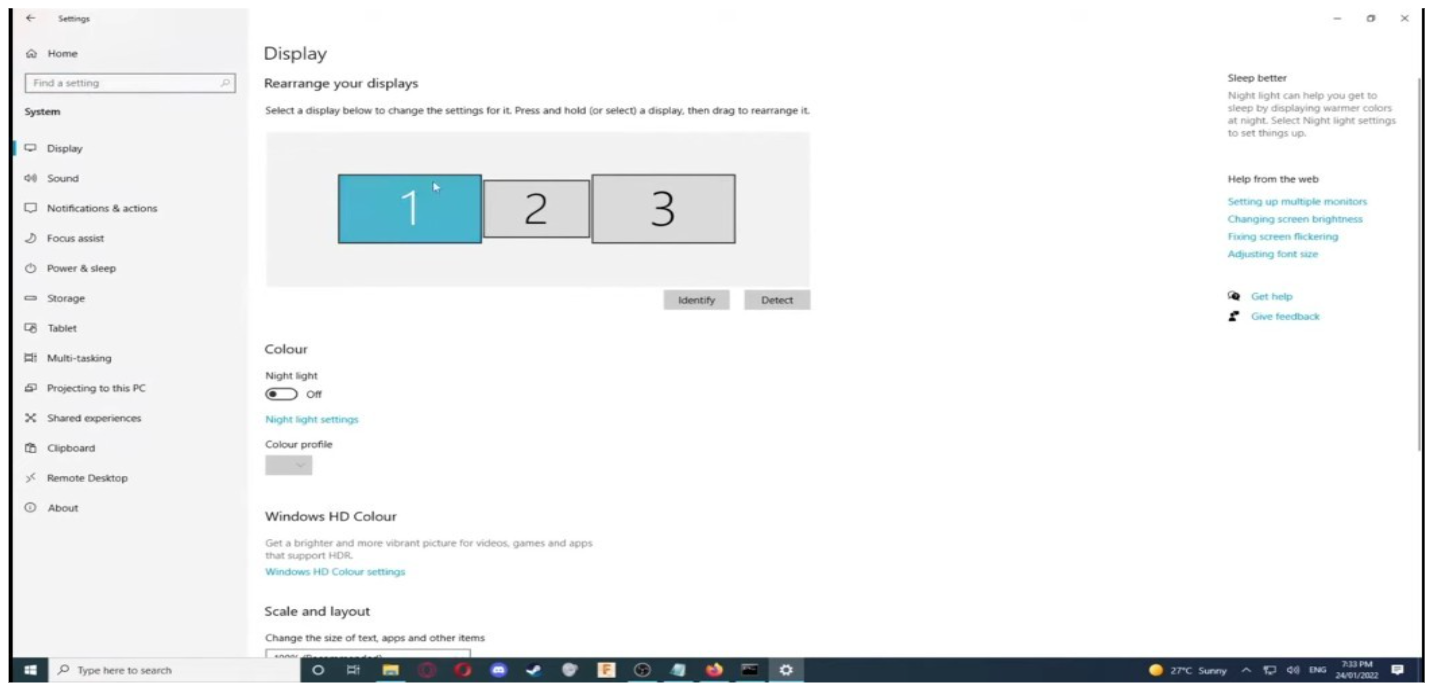 Settings
Home
Find a setting
System
Display
Sound
Notifications & actions
Focus assist
Power & sleep
Storage
Tablet
Multi-tasking
Projecting to this PC
Shared experiences
Clipboard
Remote Desktop
About
Display
Rearrange your displays
Select a display below to change the settings for it. Press and hold (or select) a display, then drag to rearrange it.
1
2
3
Identify
Detect
Colour
Night light
Off
Night light settings
Colour profile
Windows HD Colour
Get a brighter and more vibrant picture for videos, games and apps
that support HDR.
Windows HD Colour settings
Scale and layout
Change the size of text, apps and other items
100% (Recommended)
Sleep better
Night light can help you get to
sleep by displaying warmer colors
at night. Select Night light settings
to set things up.
Help from the web
Setting up multiple monitors
Changing screen brightness
Fixing screen flickering
Adjusting font size
Get help
Give feedback
Type here to search
27°C Sunny
ENG
7:33 PM
24/01/2022